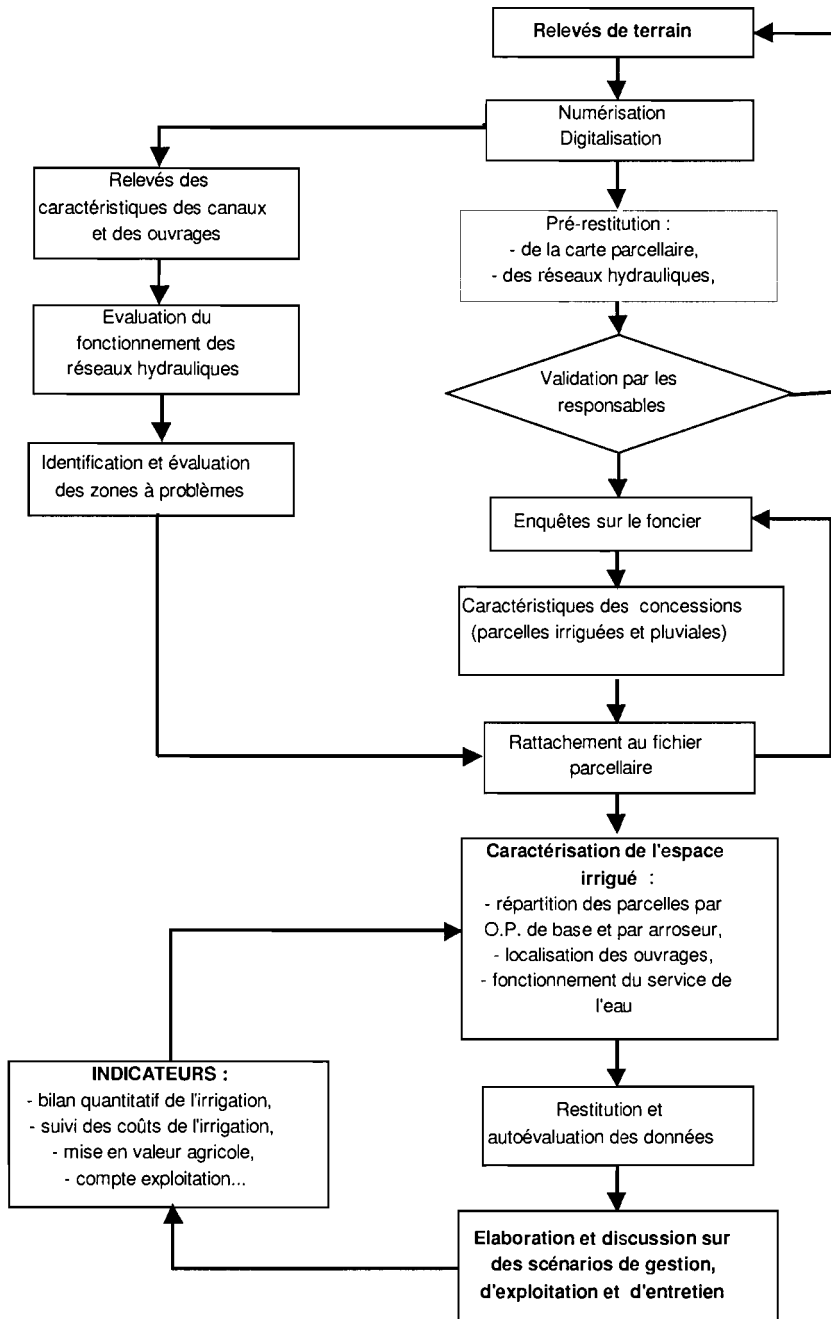 Relevés de terrain
Numérisation
Digitalisation
Relevés des
caractéristiques des canaux
et des ouvrages
Pré-restitution :
- de la carte parcellaire,
- des réseaux hydrauliques,
Evaluation du
fonctionnement des
réseaux hydrauliques
Validation par les
responsables
Identification et évaluation
des zones à problèmes
Enquêtes sur le foncier
Caractéristiques des concessions
(parcelles irriguées et pluviales)
Rattachement au fichier
parcellaire
Caractérisation de l'espace
irrigué :
- répartition des parcelles par
O.P. de base et par arroseur,
- localisation des ouvrages,
- fonctionnement du service de
l'eau
INDICATEURS :
- bilan quantitatif de l'irrigation,
- suivi des coûts de l'irrigation,
- mise en valeur agricole,
- compte exploitation...
Restitution et
autoévaluation des données
Elaboration et discussion sur
des scénarios de gestion,
d'exploitation et d'entretien